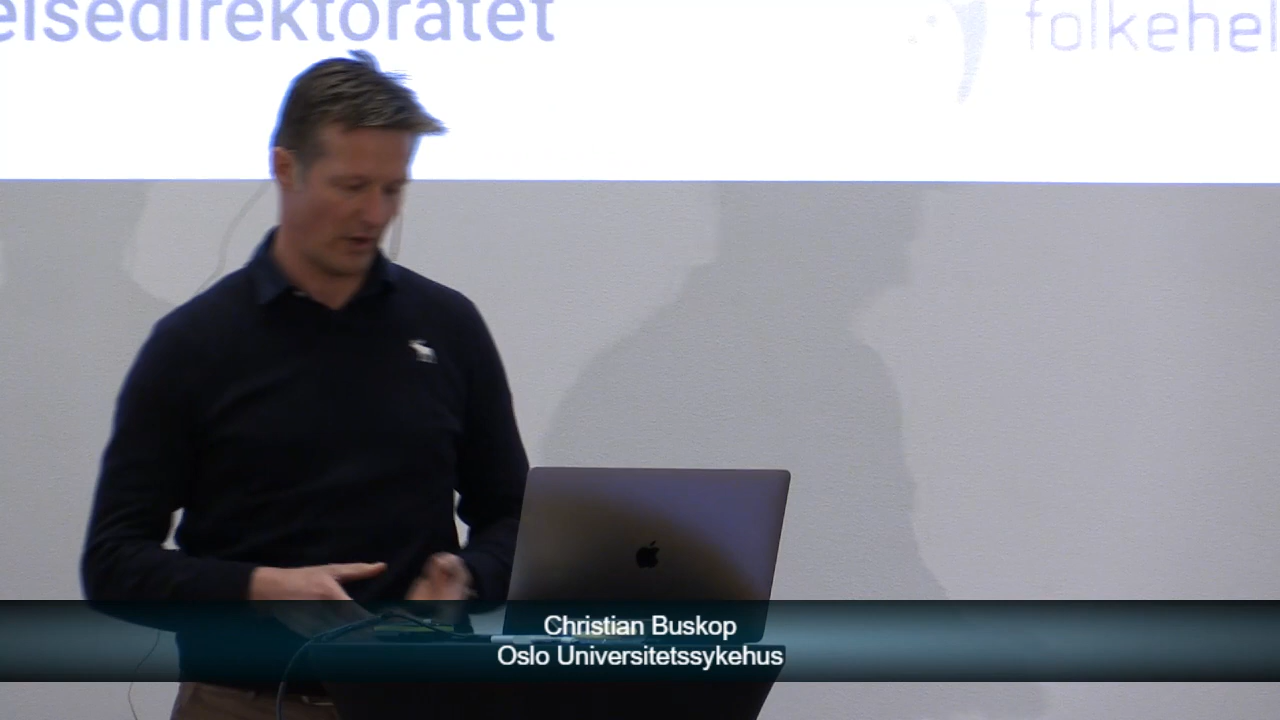 elsedirektoratet
folkehel
Christian Buskop
Oslo Universitetssykehus